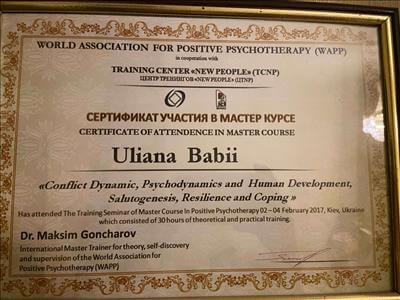 WORLD ASSOCIATION FOR POSITIVE PSYCHOTHERAPY (WAPP)
in cooperation with
TRAINING CENTER «NEW PEOPLE» (TCNP)
ЦЕНТР ТРЕНИНГОВ «NEW PEOPLE» (ЦТНР)
СЕРТИФИКАТ УЧАСТИЯ В МАСТЕР КУРСЕ
CERTIFICATE OF ATTENDENCE IN MASTER COURSE
Uliana Babii
«Conflict Dynamic, Psychodynamics and Human Development,
Salutogenesis, Resilience and Coping»
Has attended The Training Seminar of Master Course In Positive Psychotherapy 02 – 04 February 2017, Kiev, Ukraine
which consisted of 30 hours of theoretical and practical training.
Dr. Maksim Goncharov
International Master Trainer for theory, self-discovery
and supervision of the World Association for
Positive Psychotherapy (WAPP)